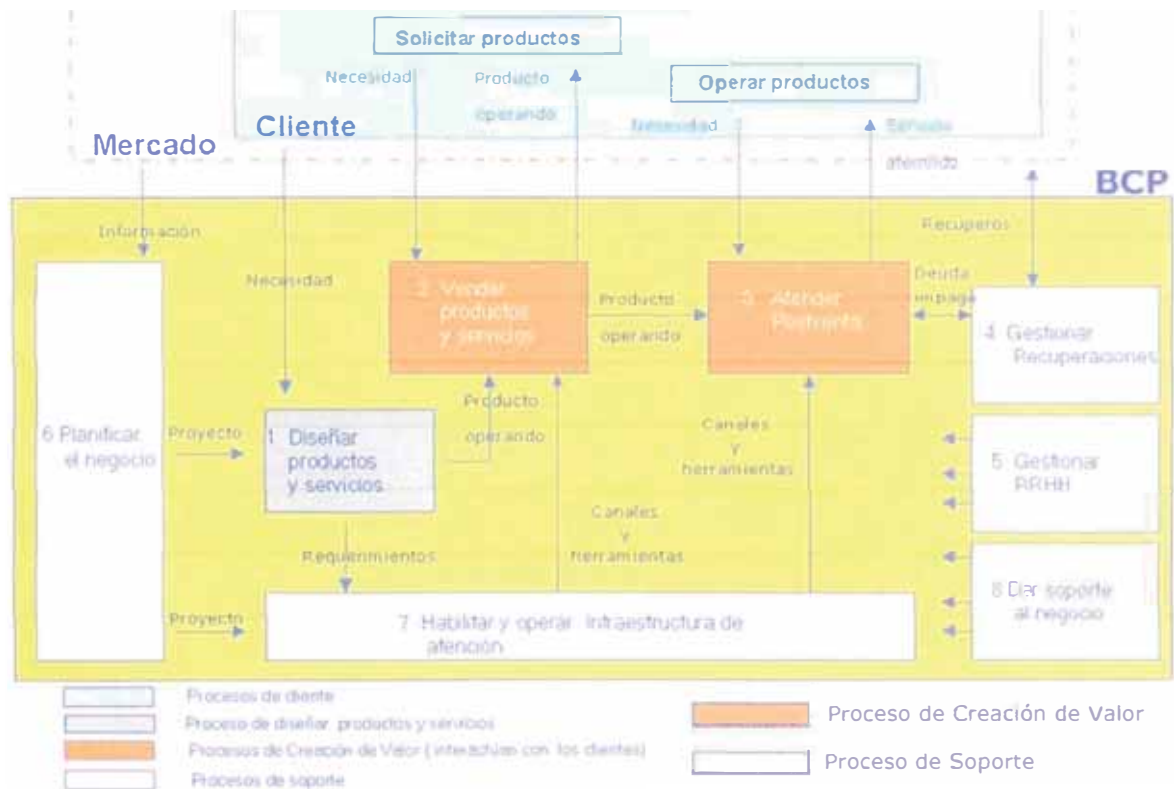 Solicitar productos
Necesidad
Producto
operando
Operar productos
Necesidad
atendido
Cliente
Mercado
BCP
Información
Recuperos
Necesidad
2 Vender
productos
y servicios
Producto
operando
3 Atender
Postventa
Deuda
4 Gestionar
Recuperaciones
Producto
operando
6 Planificar
el negocio
Proyecto
1 Diseñar
productos
y servicios
Canales
y
herramientas
5 Gestionar
RRHH
Canales
y
herramientas
Requerimientos
8 Dar soporte
al negocio
Proyecto
7 Habilitar y operar infraestructura de
atención
Procesos de cliente
Proceso de diseñar productos y servicios
Procesos de Creación de Valor (interactúan con los clientes)
Procesos de soporte
Proceso de Creación de Valor
Proceso de Soporte